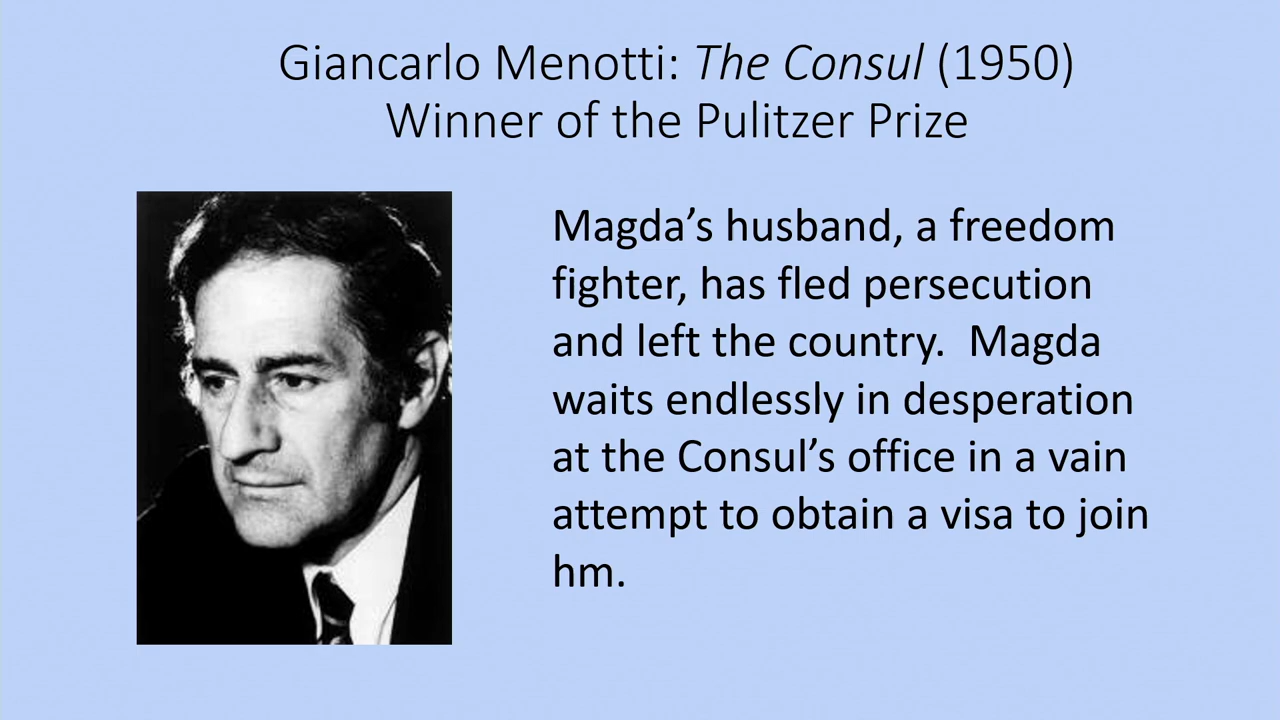 Giancarlo Menotti: The Consul (1950)
Winner of the Pulitzer Prize
Magda’s husband, a freedom
fighter, has fled persecution
and left the country.  Magda
waits endlessly in desperation
at the Consul’s office in a vain
attempt to obtain a visa to join
hm.